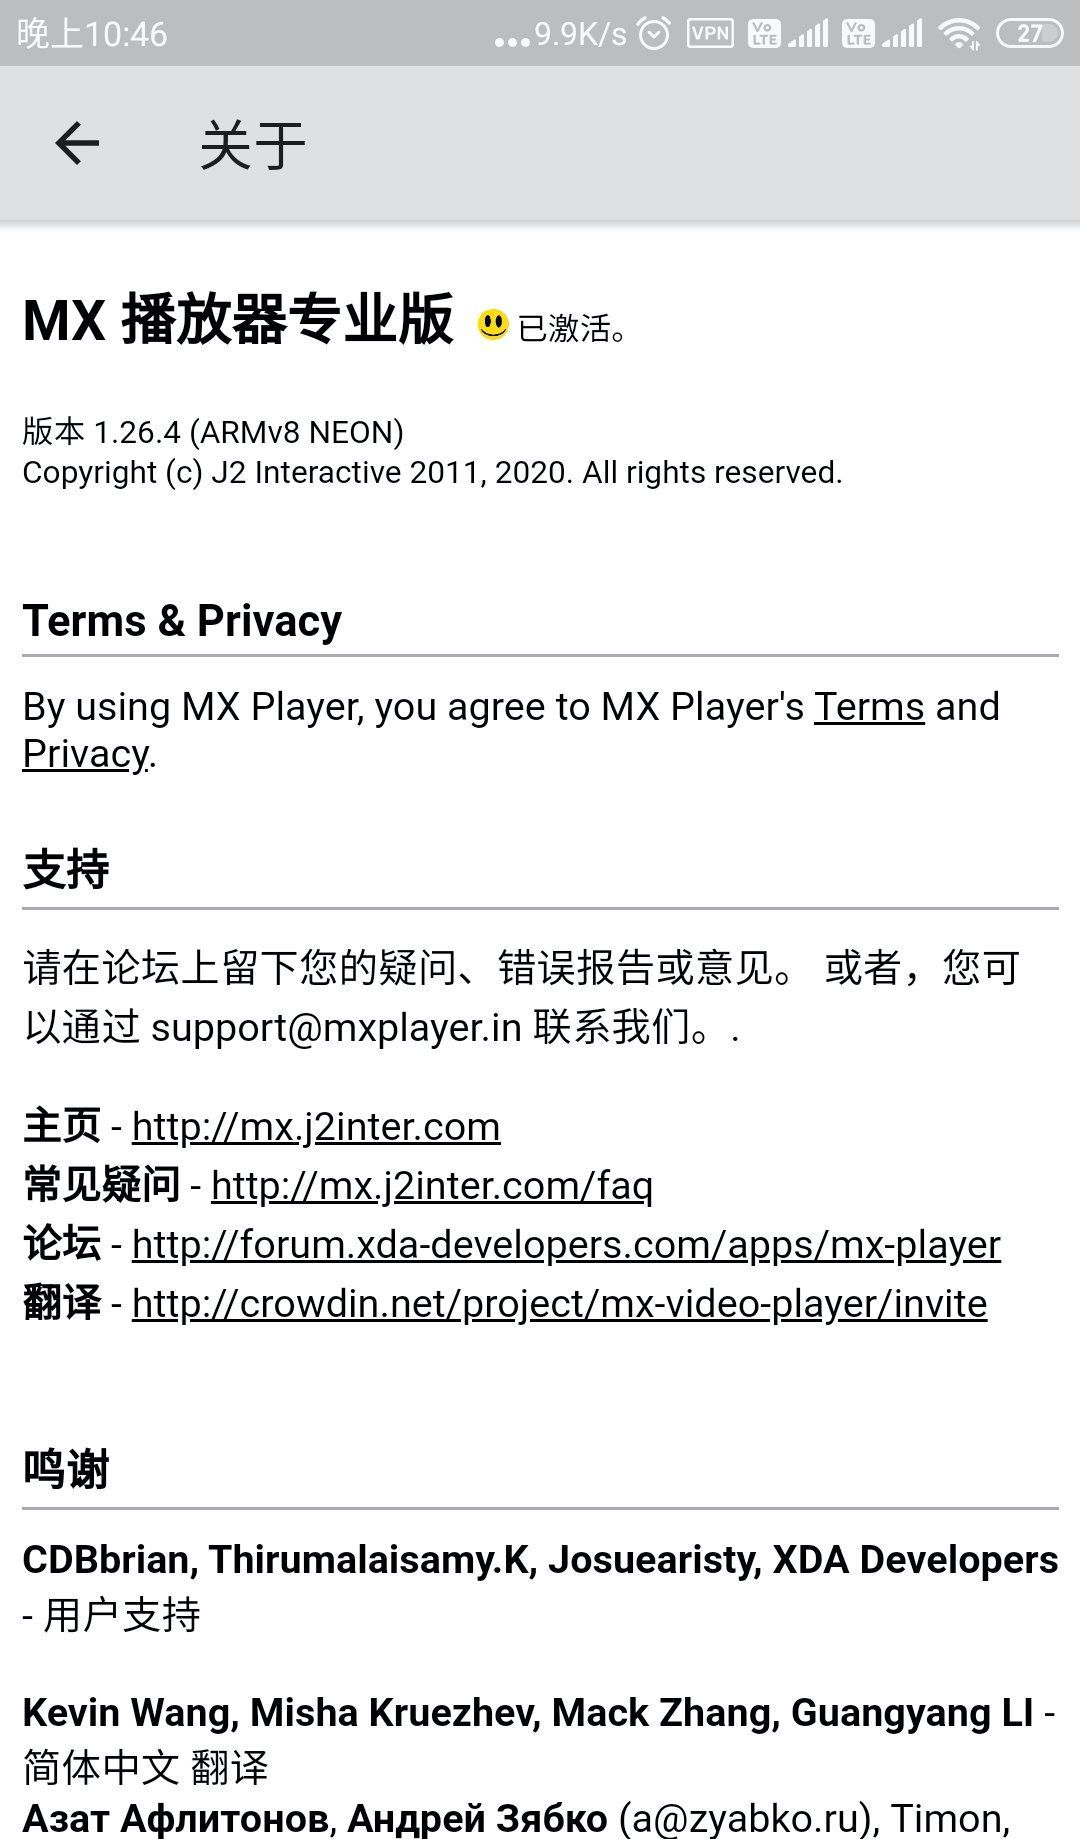 晚上10:46
...9.9K/s VPN Vo LTE Vo LTE 27
关于
MX 播放器专业版 已激活。
版本 1.26.4 (ARMv8 NEON)
Copyright (c) J2 Interactive 2011, 2020. All rights reserved.
Terms & Privacy
By using MX Player, you agree to MX Player's Terms and
Privacy.
支持
请在论坛上留下您的疑问、错误报告或意见。 或者，您可
以通过 support@mxplayer.in 联系我们。.
主页 - http://mx.j2inter.com
常见疑问 - http://mx.j2inter.com/faq
论坛 - http://forum.xda-developers.com/apps/mx-player
翻译 - http://crowdin.net/project/mx-video-player/invite
鸣谢
CDBbrian, Thirumalaisamy.K, Josuearisty, XDA Developers
- 用户支持
Kevin Wang, Misha Kruezhev, Mack Zhang, Guangyang LI -
简体中文 翻译
Азат Афлитонов, Андрей Зябко (a@zyabko.ru), Timon,